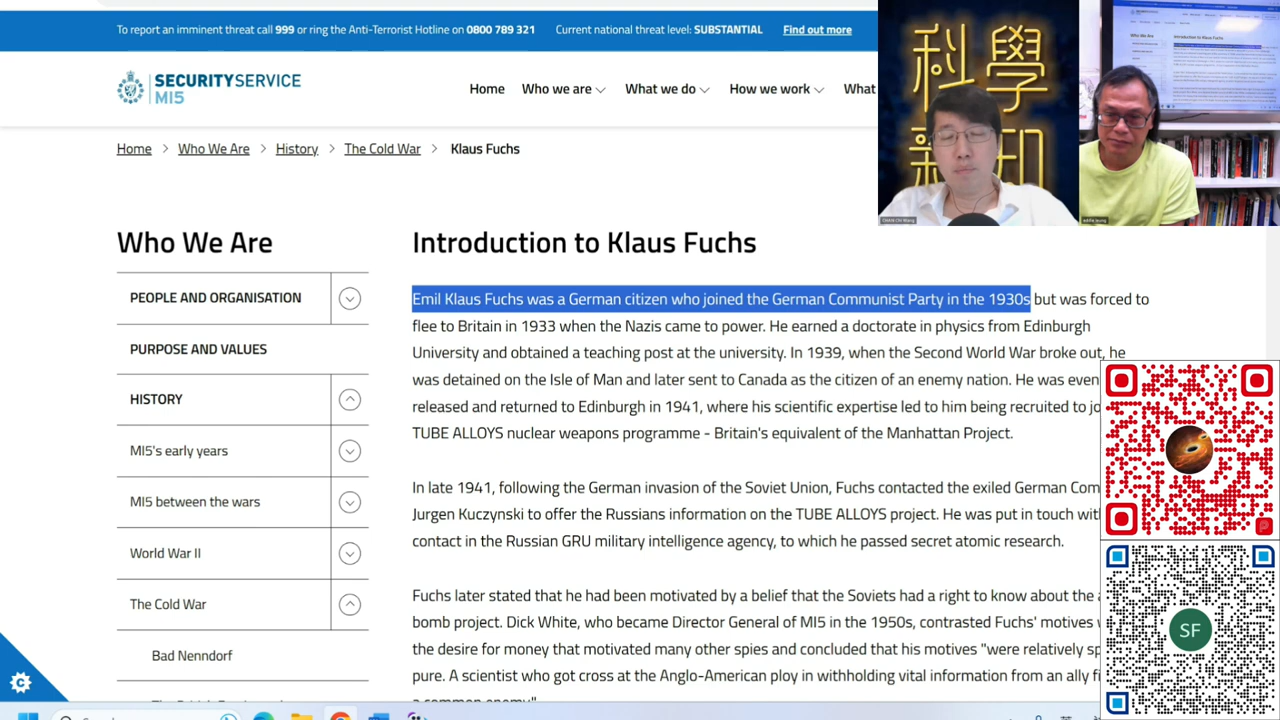 To report an imminent threat call 999 or ring the Anti-Terrorist Hotline on 0800 789 321 Current national threat level: SUBSTANTIAL Find out more
SECURITYSERVICE
MI5
Home Who we are What we do How we work What
科學
新知
Home > Who We Are > History > The Cold War > Klaus Fuchs
Who We Are
PEOPLE AND ORGANISATION
PURPOSE AND VALUES
HISTORY
MI5's early years
MI5 between the wars
World War II
The Cold War
Bad Nenndorf
Introduction to Klaus Fuchs
Emil Klaus Fuchs was a German citizen who joined the German Communist Party in the 1930s but was forced to
flee to Britain in 1933 when the Nazis came to power. He earned a doctorate in physics from Edinburgh
University and obtained a teaching post at the university. In 1939, when the Second World War broke out, he
was detained on the Isle of Man and later sent to Canada as the citizen of an enemy nation. He was even
released and returned to Edinburgh in 1941, where his scientific expertise led to him being recruited to jo
TUBE ALLOYS nuclear weapons programme - Britain's equivalent of the Manhattan Project.
In late 1941, following the German invasion of the Soviet Union, Fuchs contacted the exiled German Com
Jurgen Kuczynski to offer the Russians information on the TUBE ALLOYS project. He was put in touch wit
contact in the Russian GRU military intelligence agency, to which he passed secret atomic research.
Fuchs later stated that he had been motivated by a belief that the Soviets had a right to know about the a
bomb project. Dick White, who became Director General of MI5 in the 1950s, contrasted Fuchs' motives
the desire for money that motivated many other spies and concluded that his motives "were relatively sp
pure. A scientist who got cross at the Anglo-American ploy in withholding vital information from an ally fi
a common enemy"
SF